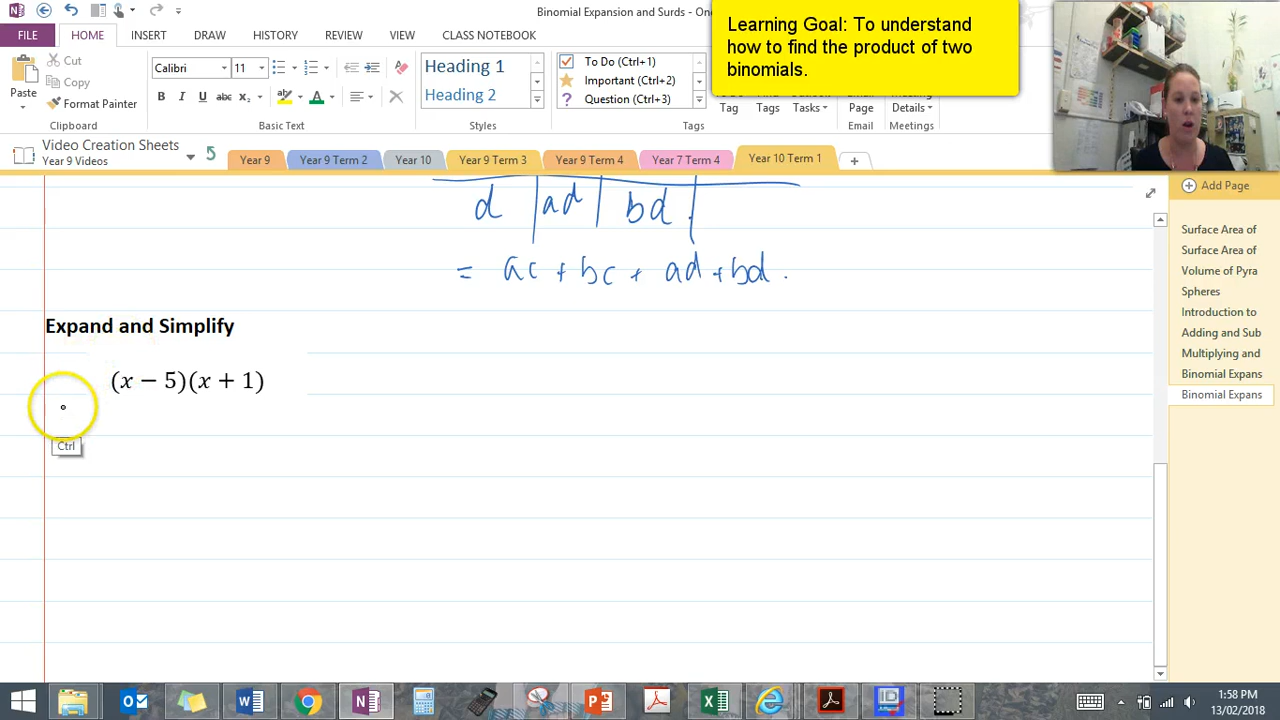 Binomial Expansion and Surds - On
Learning Goal: To understand
how to find the product of two
binomials.
FILE HOME INSERT DRAW HISTORY REVIEW VIEW CLASS NOTEBOOK
Paste
Cut
Copy
Format Painter
Clipboard
Calibri 11
B I U abc X₂ A
Basic Text
Heading 1
Heading 2
Styles
To Do (Ctrl+1)
Important (Ctrl+2)
Question (Ctrl+3)
Tag
Tags
Tags
Tasks
Page
Email
Details
Meetings
Video Creation Sheets
Year 9 Videos
Year 9 Year 9 Term 2 Year 10 Year 9 Term 3 Year 9 Term 4 Year 7 Term 4 Year 10 Term 1 +
Add Page
d ad bd
= ac + bc + ad + bd.
Expand and Simplify
(x − 5)(x + 1)
Ctrl
Surface Area of
Surface Area of
Volume of Pyra
Spheres
Introduction to
Adding and Sub
Multiplying and
Binomial Expans
Binomial Expans
1:58 PM
13/02/2018